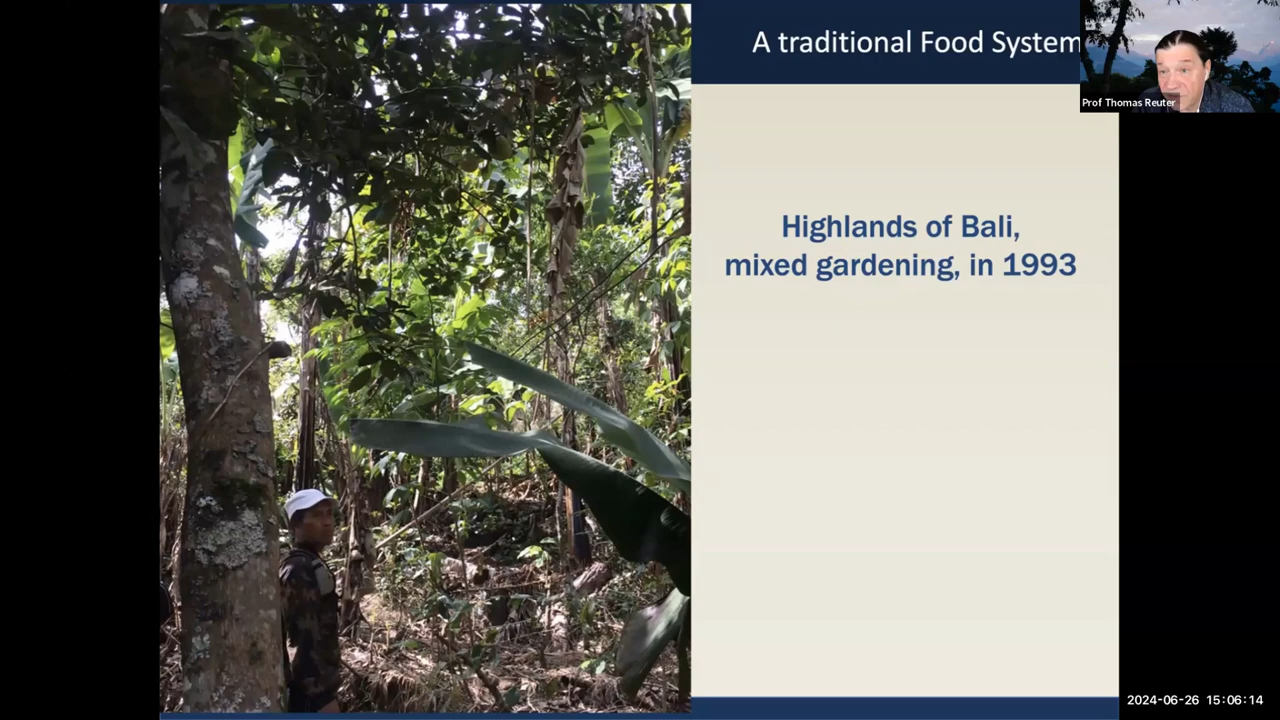 A traditional Food System
Prof Thomas Reuter
Highlands of Bali,
mixed gardening, in 1993
2024-06-26 15:06:14